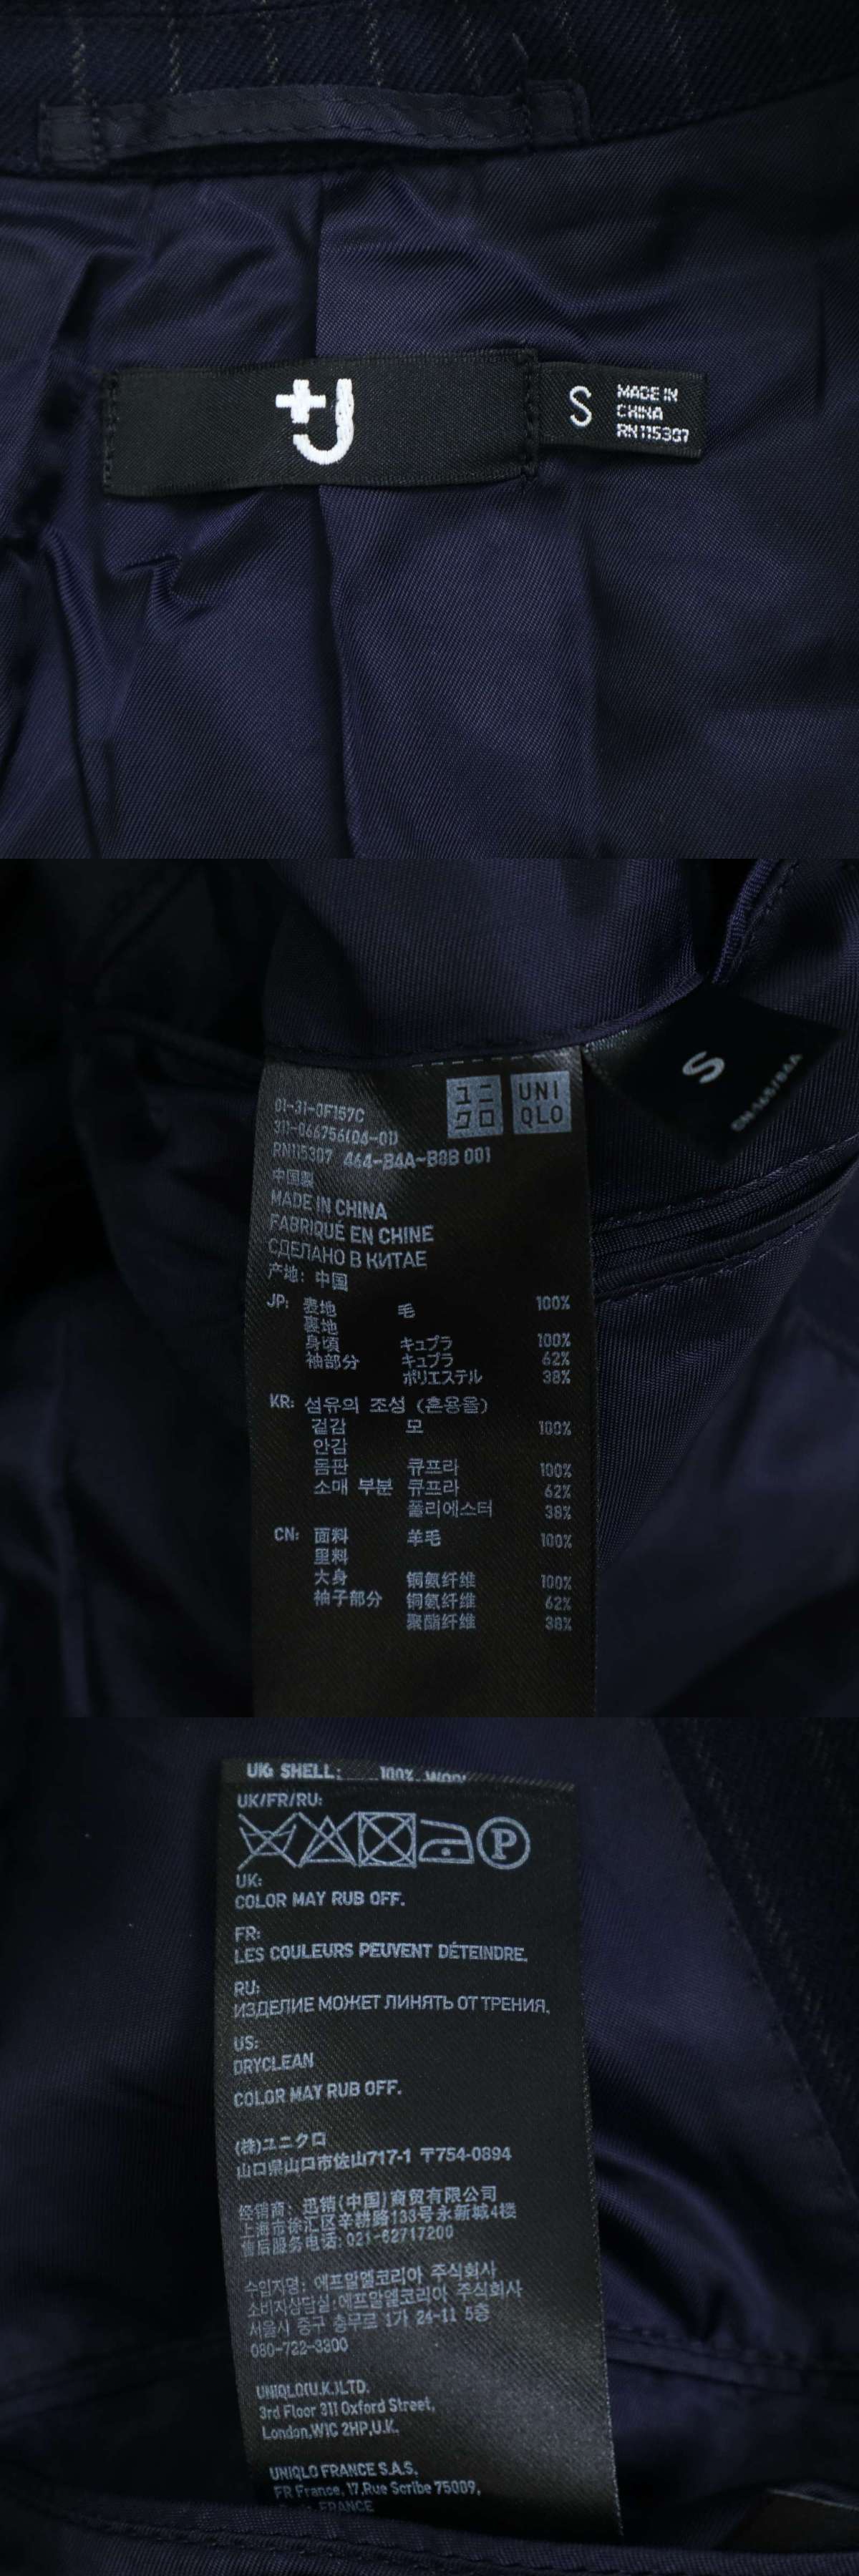 +J
S
MADE IN
CHINA
RN115307
S
ユニ
クロ
UNI
QLO
01-31-0F157C
311-066756(04-01)
RN115307 464-B4A~B8B 001
中国製
MADE IN CHINA
FABRIQUÉ EN CHINE
СДЕЛАНО В КИТАЕ
产地: 中国
JP: 表地 毛 100%
裏地
身頃 キュプラ 100%
袖部分 キュプラ 62%
ポリエステル 38%
KR: 섬유의 조성 (혼용율)
겉감 모 100%
안감
몸판 큐프라 100%
소매 부분 큐프라 62%
폴리에스터 38%
CN: 面料 羊毛 100%
里料
大身 铜氨纤维 100%
袖子部分 铜氨纤维 62%
聚酯纤维 38%
UK: SHELL: 100% WOOL
UK/FR/RU:
P
UK:
COLOR MAY RUB OFF.
FR:
LES COULEURS PEUVENT DÉTEINDRE.
RU:
ИЗДЕЛИЕ МОЖЕТ ЛИНЯТЬ ОТ ТРЕНИЯ.
US:
DRYCLEAN
COLOR MAY RUB OFF.
(株)ユニクロ
山口県山口市佐山717-1 〒754-0894
经销商: 迅销(中国)商贸有限公司
上海市徐汇区辛耕路133号永新城4楼
售后服务电话: 021-62717200
수입자명: 에프알엘코리아 주식회사
소비자상담실:에프알엘코리아 주식회사
서울시 중구 충무로 1가 24-11 5층
080-722-3300
UNIQLO(U.K.)LTD.
3rd Floor 311 Oxford Street,
London,W1C 2HP,U.K.
UNIQLO FRANCE S.A.S.
FR France, 17,Rue Scribe 75009,
FRANCE